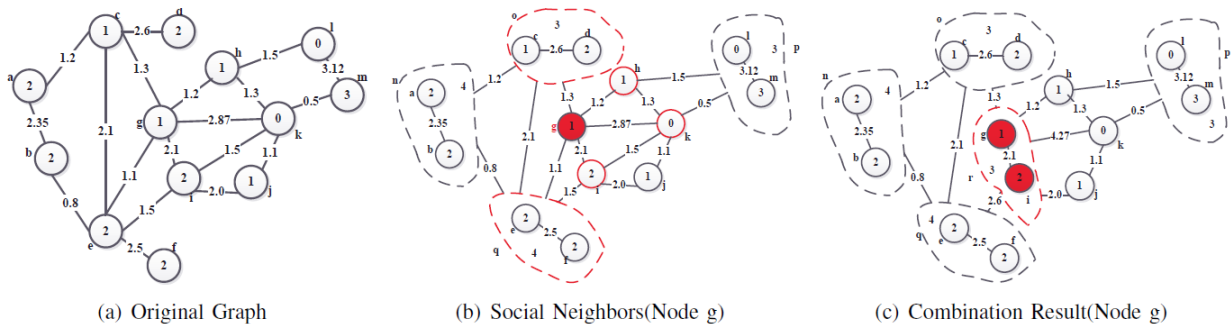 c
d
1
2.6
2
l
0
1.2
1.3
h
1.5
a
1
3.12
m
2
1.2
1.3
0.5
3
2.35
2.1
g
1
2.87
0
k
b
2
2.1
1.5
1.1
1.1
2
2.0
1
j
0.8
1.5
i
e
2
2.5
f
2
(a) Original Graph
o
3
c
d
1
2.6
2
l
0
3
p
h
3.12
n
4
1.2
1
1.5
m
3
a
2
1.3
1.2
1.3
0.5
2.35
g
1
2.87
0
k
b
2
2.1
2.1
1.5
1.1
0.8
1.1
2
2.0
1
j
1.5
i
e
2
2.5
2
f
q
4
(b) Social Neighbors(Node g)
o
3
c
d
1
2.6
2
l
0
p
h
3.12
n
4
1.2
1
1.5
m
3
a
2
1.3
1.2
1.3
0.5
3
2.35
g
1
4.27
0
k
b
2
2.1
2.1
1.1
3
r
2
0.8
2.6
i
2.0
1
j
4
q
e
2
2.5
f
2
(c) Combination Result(Node g)